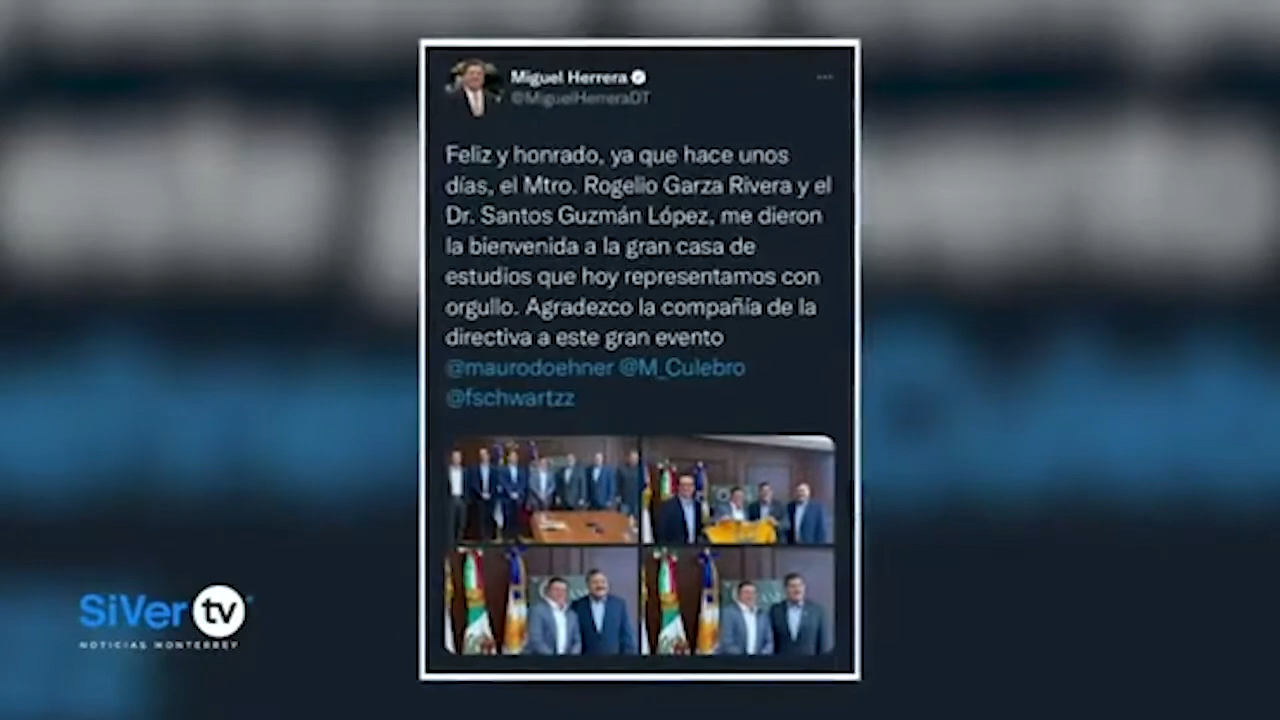 Miguel Herrera
@MiguelHerreraDT
Feliz y honrado, ya que hace unos
días, el Mtro. Rogelio Garza Rivera y el
Dr. Santos Guzmán López, me dieron
la bienvenida a la gran casa de
estudios que hoy representamos con
orgullo. Agradezco la compañía de la
directiva a este gran evento
@maurodoehner @M_Culebro
@fschwartzz
SiVer tv
NOTICIAS MONTERREY